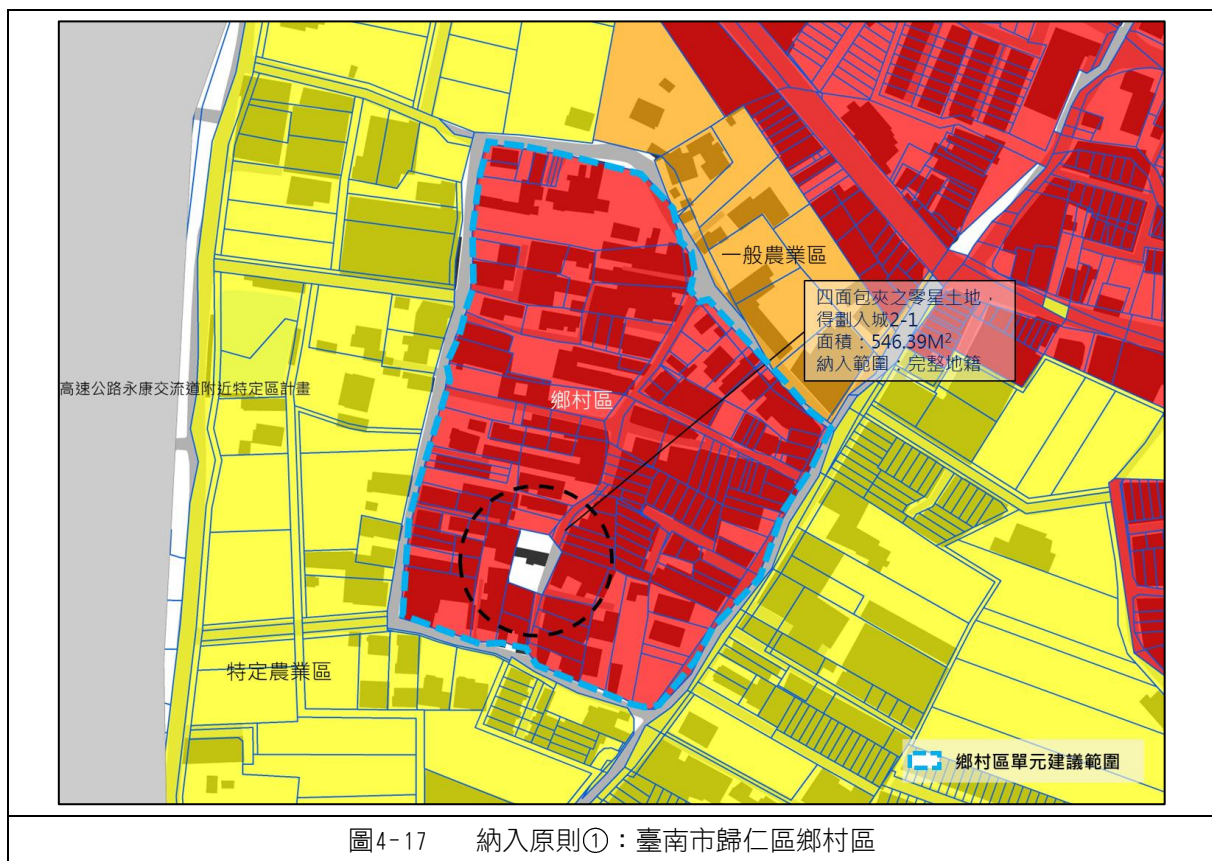 一般農業區
四面包夾之零星土地，
得劃入城2-1
面積：546.39M²
納入範圍：完整地籍
高速公路永康交流道附近特定區計畫
鄉村區
特定農業區
鄉村區單元建議範圍
圖4-17 納入原則①：臺南市歸仁區鄉村區